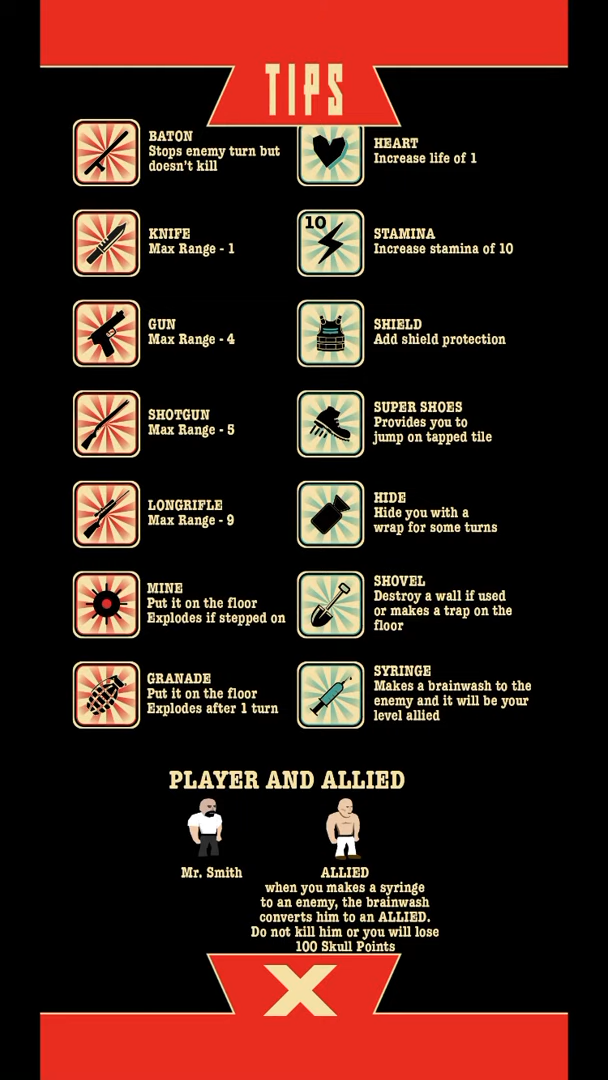 TIPS
BATON
Stops enemy turn but
doesn't kill
HEART
Increase life of 1
KNIFE
Max Range - 1
10
STAMINA
Increase stamina of 10
GUN
Max Range - 4
SHIELD
Add shield protection
SHOTGUN
Max Range - 5
SUPER SHOES
Provides you to
jump on tapped tile
LONGRIFLE
Max Range - 9
HIDE
Hide you with a
wrap for some turns
MINE
Put it on the floor
Explodes if stepped on
SHOVEL
Destroy a wall if used
or makes a trap on the
floor
GRANADE
Put it on the floor
Explodes after 1 turn
SYRINGE
Makes a brainwash to the
enemy and it will be your
level allied
PLAYER AND ALLIED
Mr. Smith
ALLIED
when you makes a syringe
to an enemy, the brainwash
converts him to an ALLIED.
Do not kill him or you will lose
100 Skull Points
X